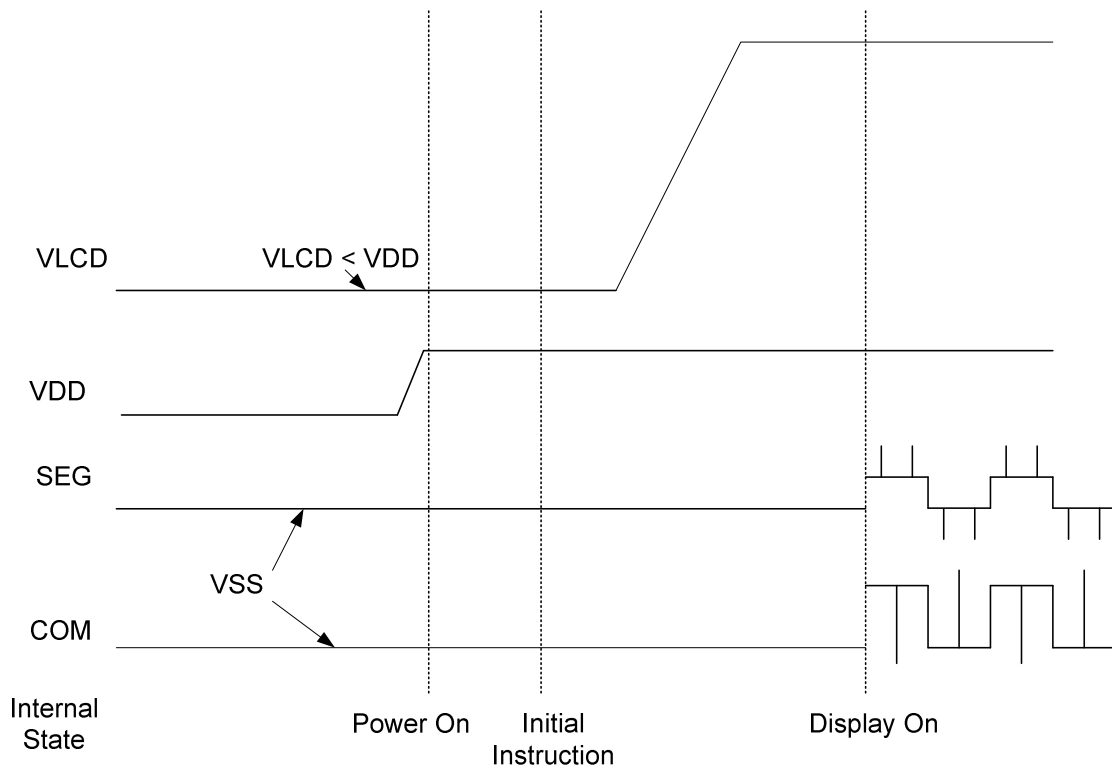 VLCD
VLCD < VDD
VDD
SEG
VSS
COM
Internal
State
Power On
Initial
Instruction
Display On